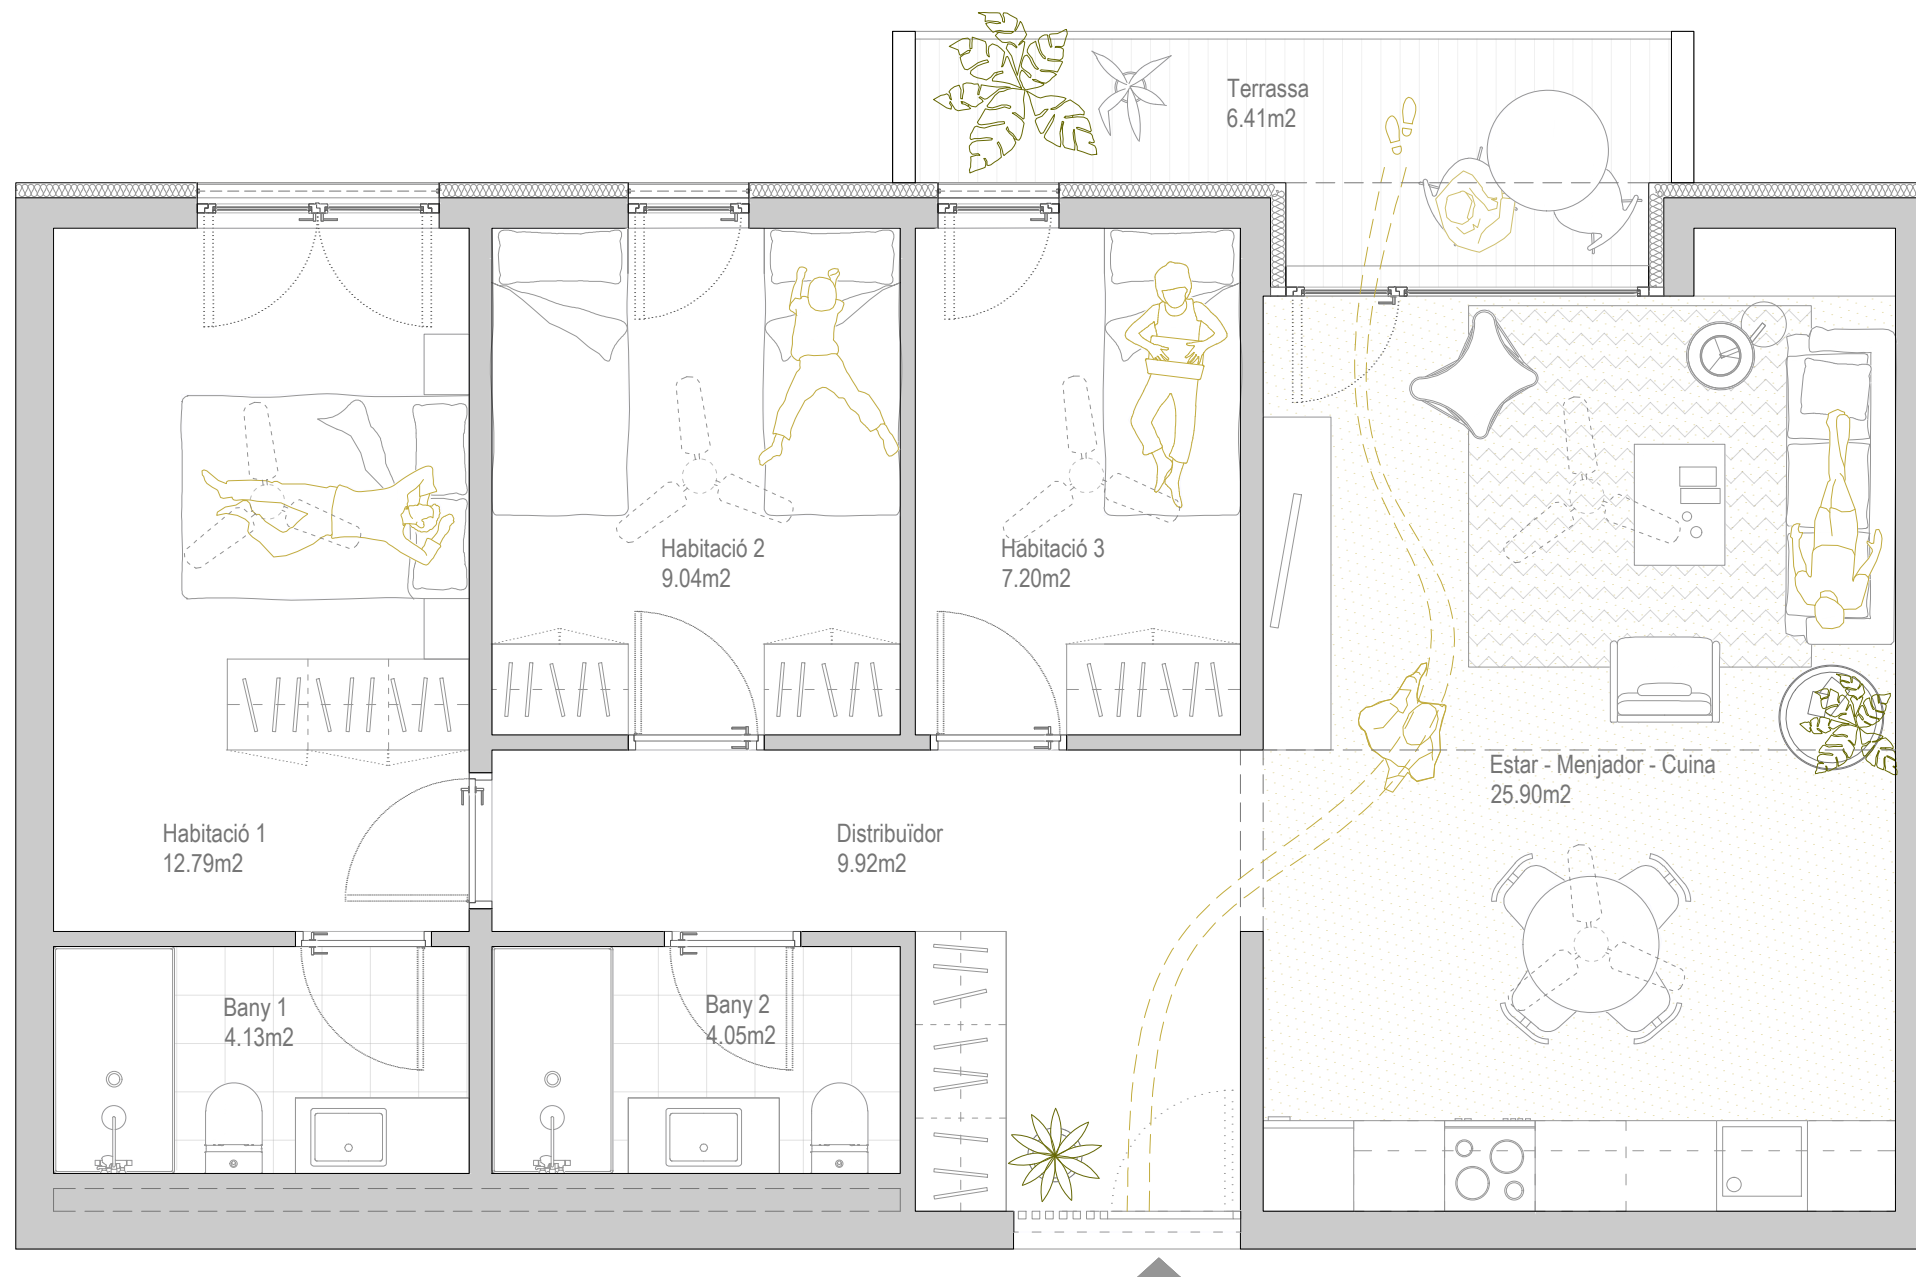 Terrassa
6.41m2
Habitació 2
9.04m2
Habitació 3
7.20m2
Estar - Menjador - Cuina
25.90m2
Habitació 1
12.79m2
Distribuïdor
9.92m2
Bany 1
4.13m2
Bany 2
4.05m2